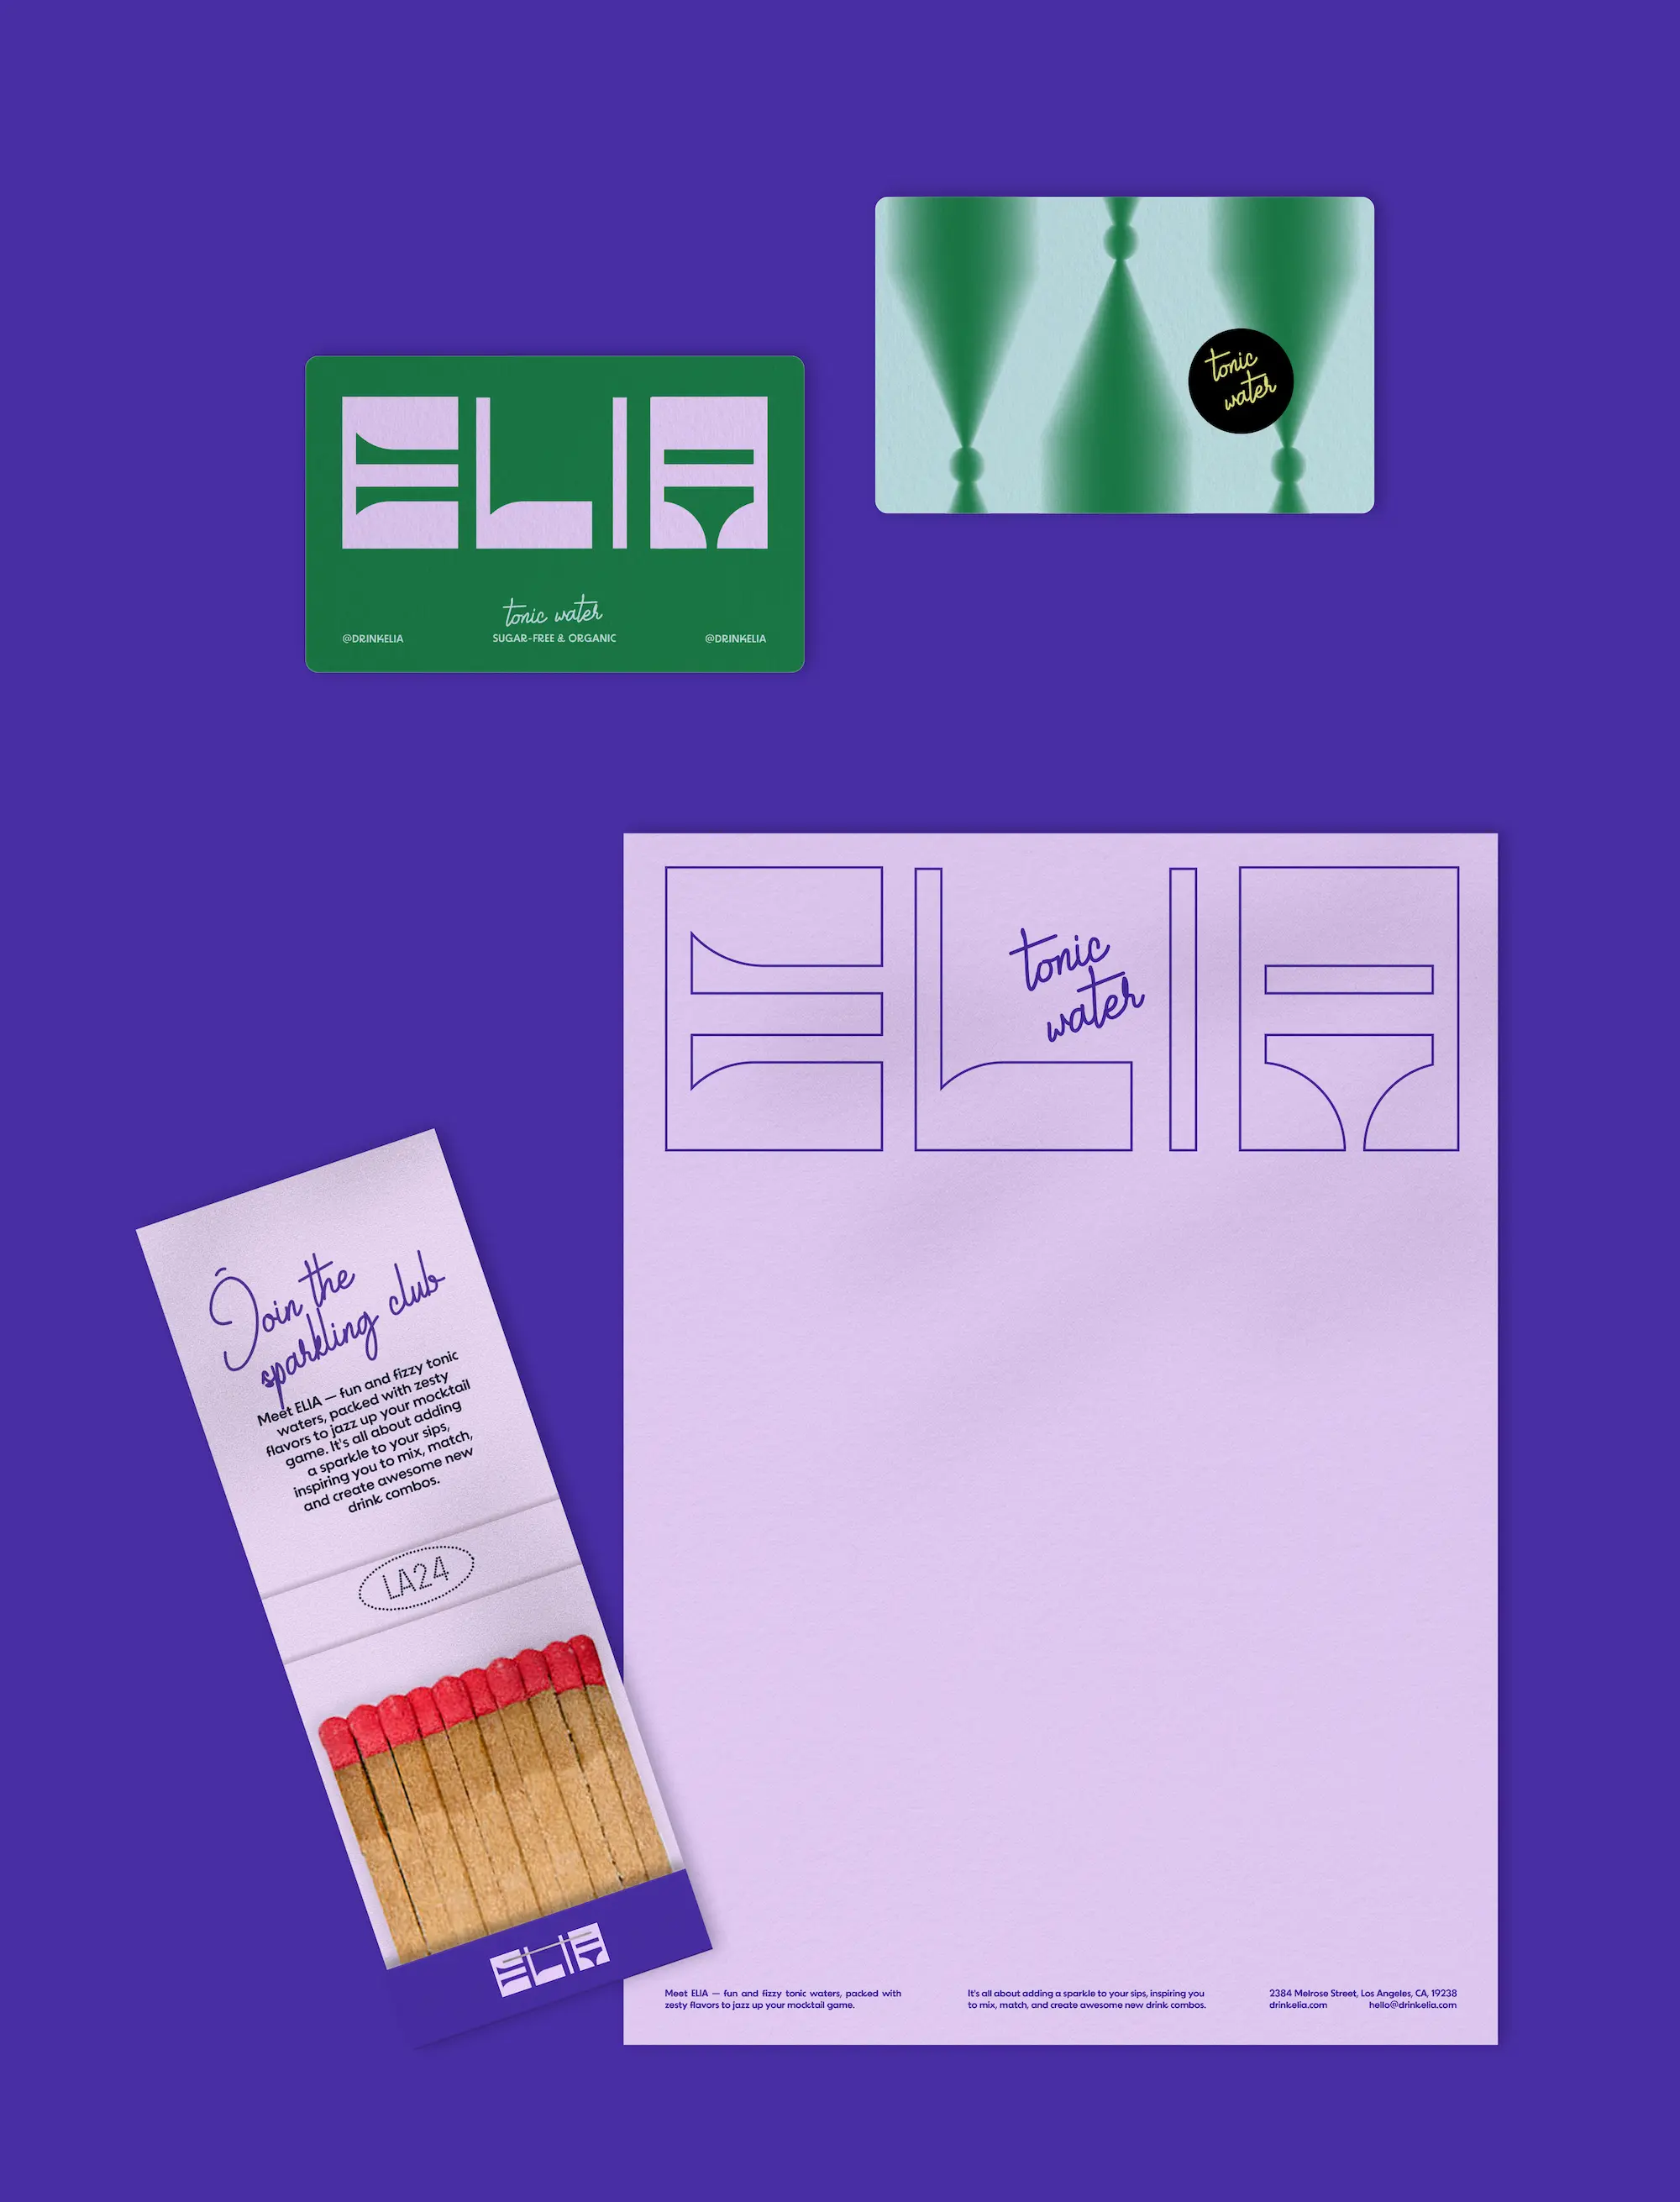 ELIA
tonic water
@DRINKELIA
SUGAR-FREE & ORGANIC
@DRINKELIA
tonic
water
ELIA
tonic
water
Join the
sparkling club
Meet ELIA — fun and fizzy tonic
waters, packed with zesty
flavors to jazz up your mocktail
game. It's all about adding
a sparkle to your sips,
inspiring you to mix, match,
and create awesome new
drink combos.
LA24
ELIA
Meet ELIA — fun and fizzy tonic waters, packed with
zesty flavors to jazz up your mocktail game.
It's all about adding a sparkle to your sips, inspiring you
to mix, match, and create awesome new drink combos.
2384 Melrose Street, Los Angeles, CA, 19238
drinkelia.com hello@drinkelia.com